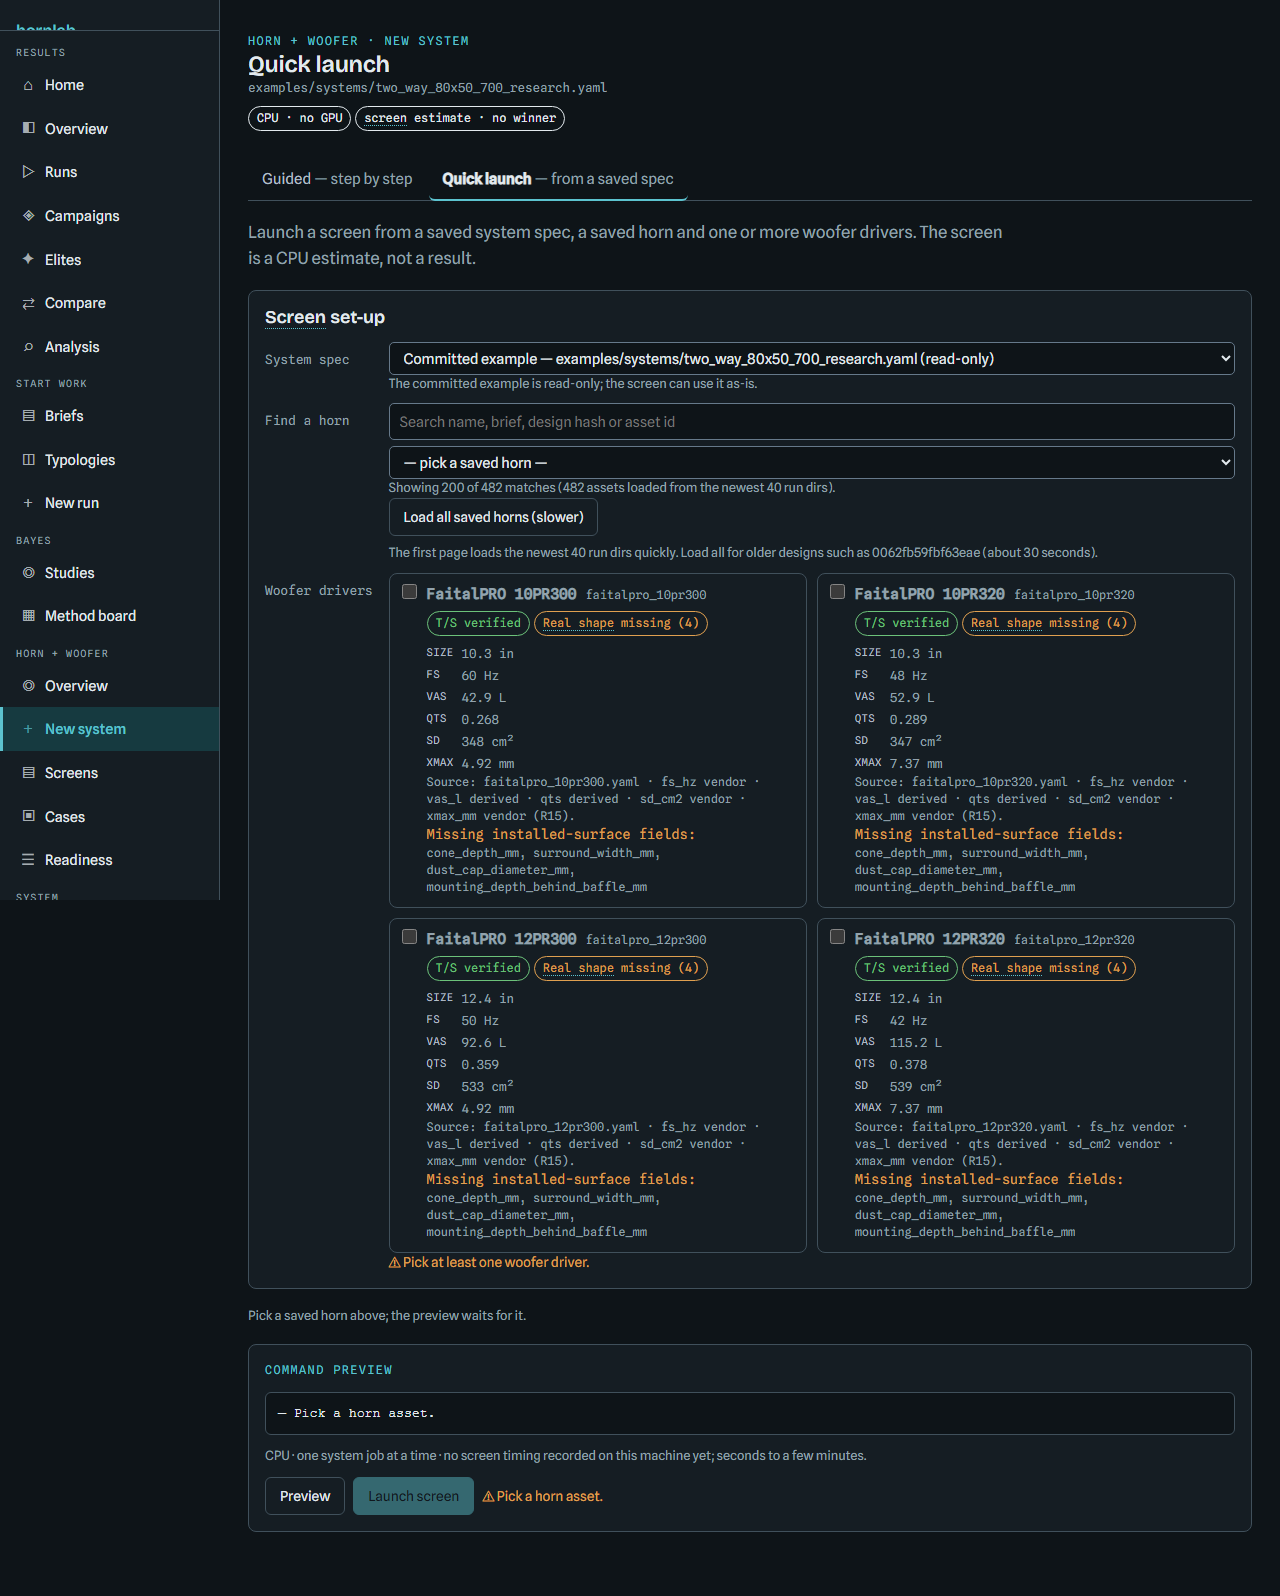 RESULTS
Home
Overview
Runs
Campaigns
Elites
Compare
Analysis
START WORK
Briefs
Typologies
New run
BAYES
Studies
Method board
HORN + WOOFER
Overview
New system
Screens
Cases
Readiness
SYSTEM
HORN + WOOFER · NEW SYSTEM
Quick launch
examples/systems/two_way_80x50_700_research.yaml
CPU · no GPU
screen estimate · no winner
Guided — step by step
Quick launch — from a saved spec
Launch a screen from a saved system spec, a saved horn and one or more woofer drivers. The screen
is a CPU estimate, not a result.
Screen set-up
System spec
Committed example — examples/systems/two_way_80x50_700_research.yaml (read-only)
The committed example is read-only; the screen can use it as-is.
Find a horn
Search name, brief, design hash or asset id
— pick a saved horn —
Showing 200 of 482 matches (482 assets loaded from the newest 40 run dirs).
Load all saved horns (slower)
The first page loads the newest 40 run dirs quickly. Load all for older designs such as 0062fb59fbf63eae (about 30 seconds).
Woofer drivers
FaitalPRO 10PR300 faitalpro_10pr300
T/S verified
Real shape missing (4)
SIZE 10.3 in
FS 60 Hz
VAS 42.9 L
QTS 0.268
SD 348 cm²
XMAX 4.92 mm
Source: faitalpro_10pr300.yaml · fs_hz vendor ·
vas_l derived · qts derived · sd_cm2 vendor ·
xmax_mm vendor (R15).
Missing installed-surface fields:
cone_depth_mm, surround_width_mm,
dust_cap_diameter_mm,
mounting_depth_behind_baffle_mm
FaitalPRO 10PR320 faitalpro_10pr320
T/S verified
Real shape missing (4)
SIZE 10.3 in
FS 48 Hz
VAS 52.9 L
QTS 0.289
SD 347 cm²
XMAX 7.37 mm
Source: faitalpro_10pr320.yaml · fs_hz vendor ·
vas_l derived · qts derived · sd_cm2 vendor ·
xmax_mm vendor (R15).
Missing installed-surface fields:
cone_depth_mm, surround_width_mm,
dust_cap_diameter_mm,
mounting_depth_behind_baffle_mm
FaitalPRO 12PR300 faitalpro_12pr300
T/S verified
Real shape missing (4)
SIZE 12.4 in
FS 50 Hz
VAS 92.6 L
QTS 0.359
SD 533 cm²
XMAX 4.92 mm
Source: faitalpro_12pr300.yaml · fs_hz vendor ·
vas_l derived · qts derived · sd_cm2 vendor ·
xmax_mm vendor (R15).
Missing installed-surface fields:
cone_depth_mm, surround_width_mm,
dust_cap_diameter_mm,
mounting_depth_behind_baffle_mm
FaitalPRO 12PR320 faitalpro_12pr320
T/S verified
Real shape missing (4)
SIZE 12.4 in
FS 42 Hz
VAS 115.2 L
QTS 0.378
SD 539 cm²
XMAX 7.37 mm
Source: faitalpro_12pr320.yaml · fs_hz vendor ·
vas_l derived · qts derived · sd_cm2 vendor ·
xmax_mm vendor (R15).
Missing installed-surface fields:
cone_depth_mm, surround_width_mm,
dust_cap_diameter_mm,
mounting_depth_behind_baffle_mm
⚠ Pick at least one woofer driver.
Pick a saved horn above; the preview waits for it.
COMMAND PREVIEW
— Pick a horn asset.
CPU · one system job at a time · no screen timing recorded on this machine yet; seconds to a few minutes.
Preview
Launch screen
⚠ Pick a horn asset.